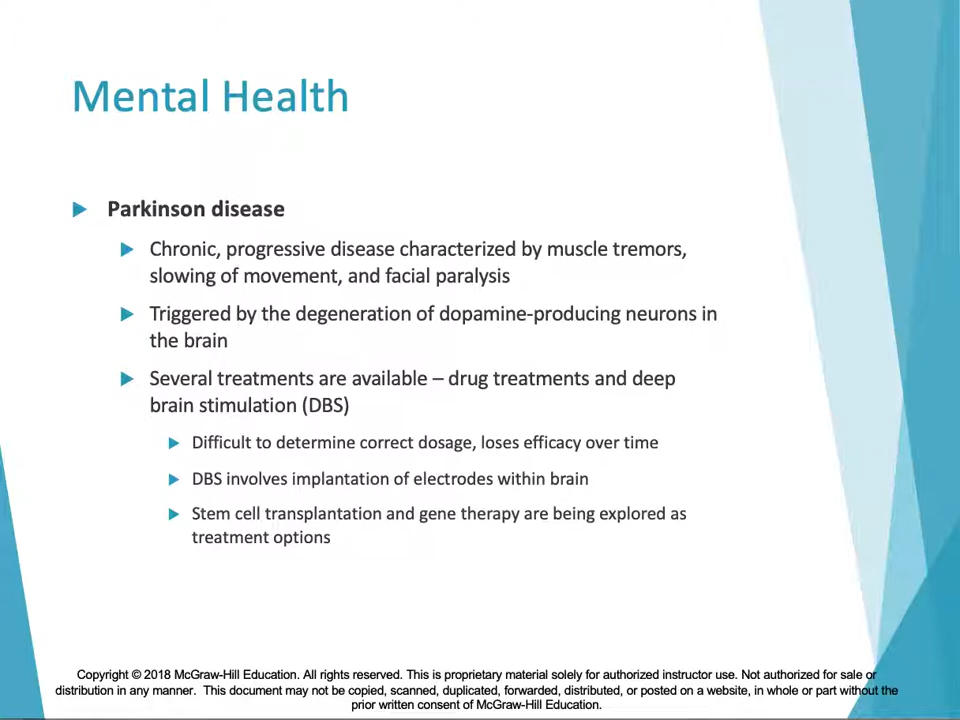 Mental Health
Parkinson disease
Chronic, progressive disease characterized by muscle tremors,
slowing of movement, and facial paralysis
Triggered by the degeneration of dopamine-producing neurons in
the brain
Several treatments are available – drug treatments and deep
brain stimulation (DBS)
Difficult to determine correct dosage, loses efficacy over time
DBS involves implantation of electrodes within brain
Stem cell transplantation and gene therapy are being explored as
treatment options
Copyright © 2018 McGraw-Hill Education. All rights reserved. This is proprietary material solely for authorized instructor use. Not authorized for sale or
distribution in any manner. This document may not be copied, scanned, duplicated, forwarded, distributed, or posted on a website, in whole or part without the
prior written consent of McGraw-Hill Education.